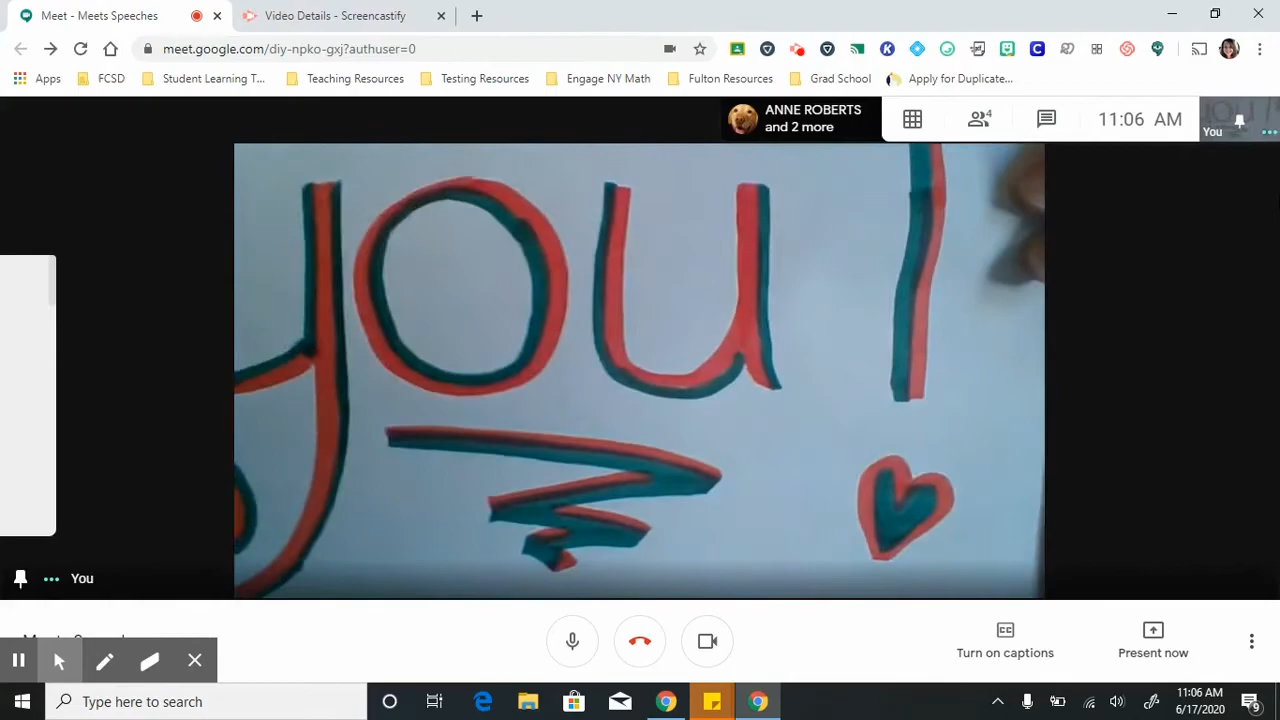 Meet - Meets Speeches
Video Details - Screencastify
meet.google.com/diy-npko-gxj?authuser=0
Apps
FCSD
Student Learning T...
Teaching Resources
Testing Resources
Engage NY Math
Fulton Resources
Grad School
Apply for Duplicate...
ANNE ROBERTS
and 2 more
4
11:06 AM
You
you!
You
CC
Turn on captions
Present now
Type here to search
11:06 AM
6/17/2020
9